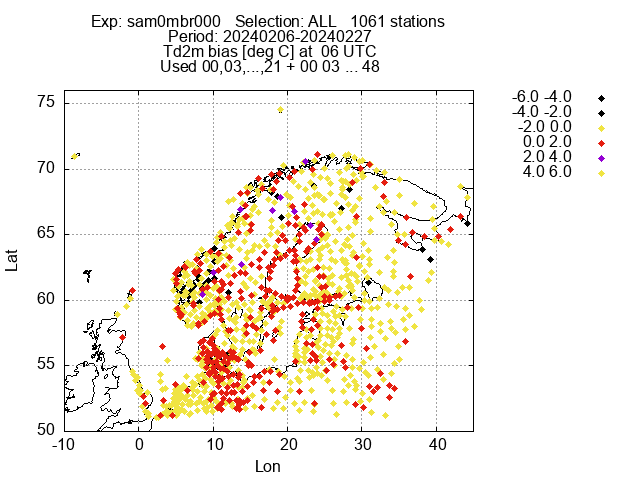 Exp: sam0mbr000   Selection: ALL   1061 stations
Period: 20240206-20240227
Td2m bias [deg C] at  06 UTC
Used 00,03,...,21 + 00 03 ... 48
-6.0 -4.0
-4.0 -2.0
-2.0 0.0
0.0 2.0
2.0 4.0
4.0 6.0
75
70
65
60
55
50
Lat
-10 0 10 20 30 40
Lon